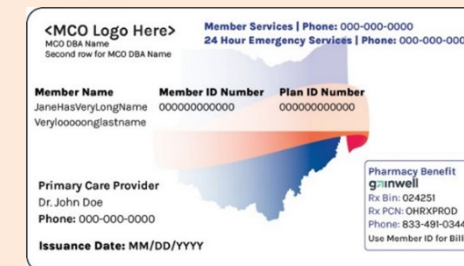 <MCO Logo Here>
MCO DBA Name
Second row for MCO DBA Name
Member Services | Phone: 000-000-0000
24 Hour Emergency Services | Phone: 000-000-000
Member Name
JaneHasVeryLongName
Verylooooonglastname
Member ID Number
000000000000
Plan ID Number
000000000000
Primary Care Provider
Dr. John Doe
Phone: 000-000-0000
Issuance Date: MM/DD/YYYY
Pharmacy Benefit
gainwell
Rx Bin: 024251
Rx PCN: OHRXPROD
Phone: 833-491-0344
Use Member ID for Billi